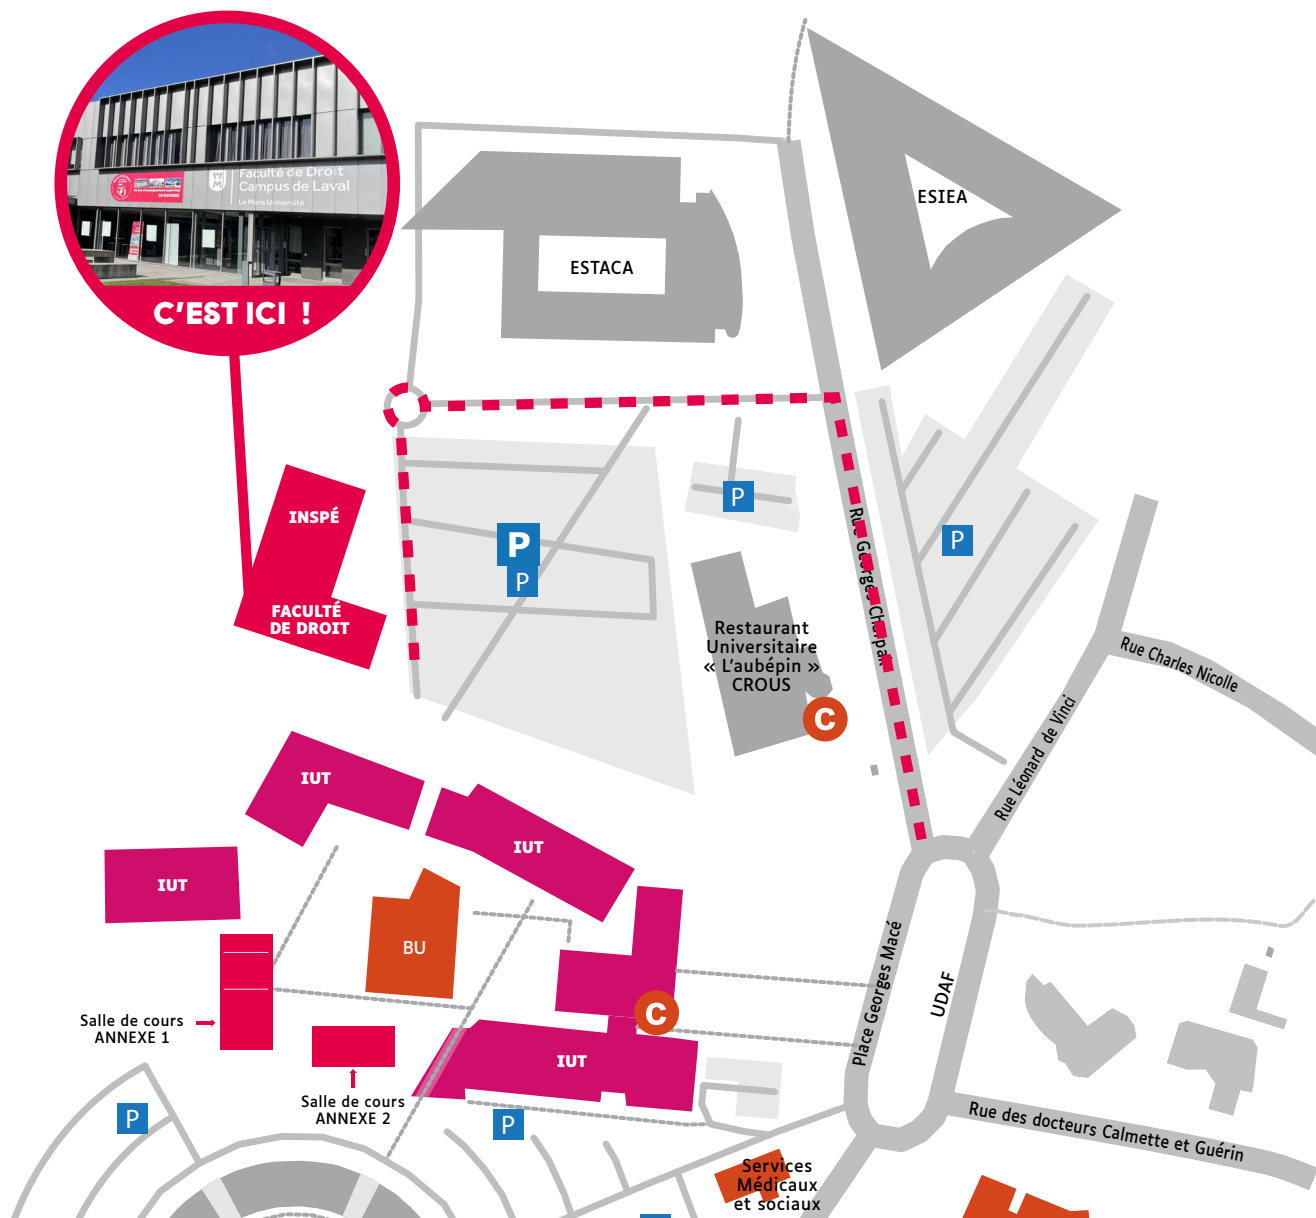 Faculté de Droit
Campus de Laval
Le Mans Université
C'EST ICI !
ESIEA
ESTACA
INSPÉ
FACULTÉ
DE DROIT
P
P
P
P
Rue Georges Charpak
Restaurant
Universitaire
« L'aubépin »
CROUS
C
Rue Charles Nicolle
Rue Léonard de Vinci
IUT
IUT
IUT
BU
Place Georges Macé
UDAF
Salle de cours
ANNEXE 1
C
IUT
Salle de cours
ANNEXE 2
P
P
Rue des docteurs Calmette et Guérin
Services
Médicaux
et sociaux